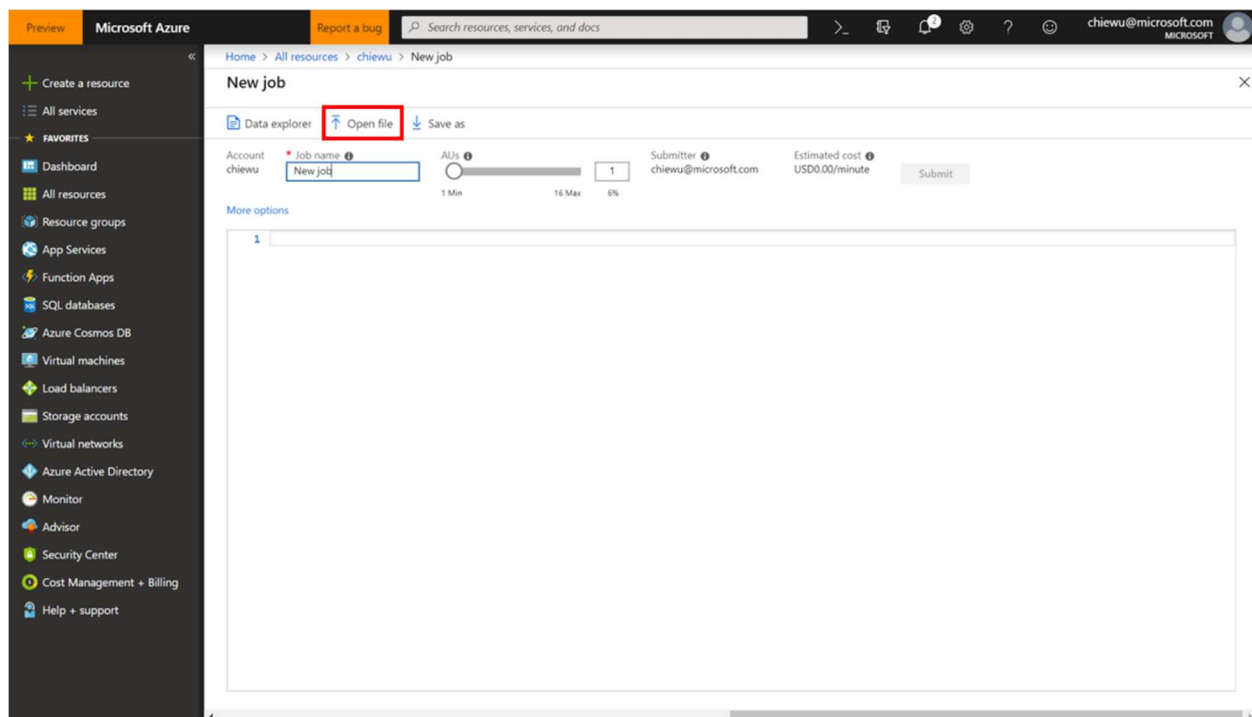 Preview
Microsoft Azure
Report a bug
Search resources, services, and docs
2
chiewu@microsoft.com
MICROSOFT
Home > All resources > chiewu > New job
New job
Data explorer
Open file
Save as
Account
* Job name
AUs
Submitter
Estimated cost
chiewu
New job
1
chiewu@microsoft.com
USD0.00/minute
Submit
1 Min
16 Max
6%
More options
1
Create a resource
All services
FAVORITES
Dashboard
All resources
Resource groups
App Services
Function Apps
SQL databases
Azure Cosmos DB
Virtual machines
Load balancers
Storage accounts
Virtual networks
Azure Active Directory
Monitor
Advisor
Security Center
Cost Management + Billing
Help + support